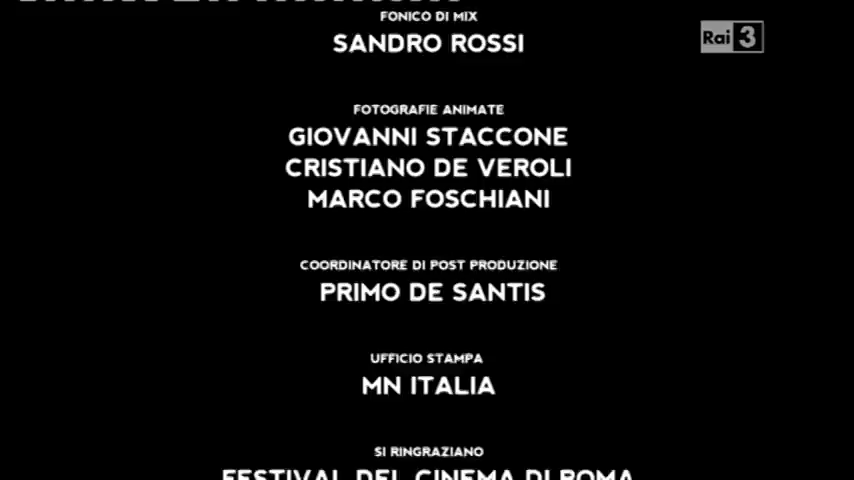 FONICO DI MIX
SANDRO ROSSI
Rai 3
FOTOGRAFIE ANIMATE
GIOVANNI STACCONE
CRISTIANO DE VEROLI
MARCO FOSCHIANI
COORDINATORE DI POST PRODUZIONE
PRIMO DE SANTIS
UFFICIO STAMPA
MN ITALIA
SI RINGRAZIANO
FESTIVAL DEL CINEMA DI ROMA